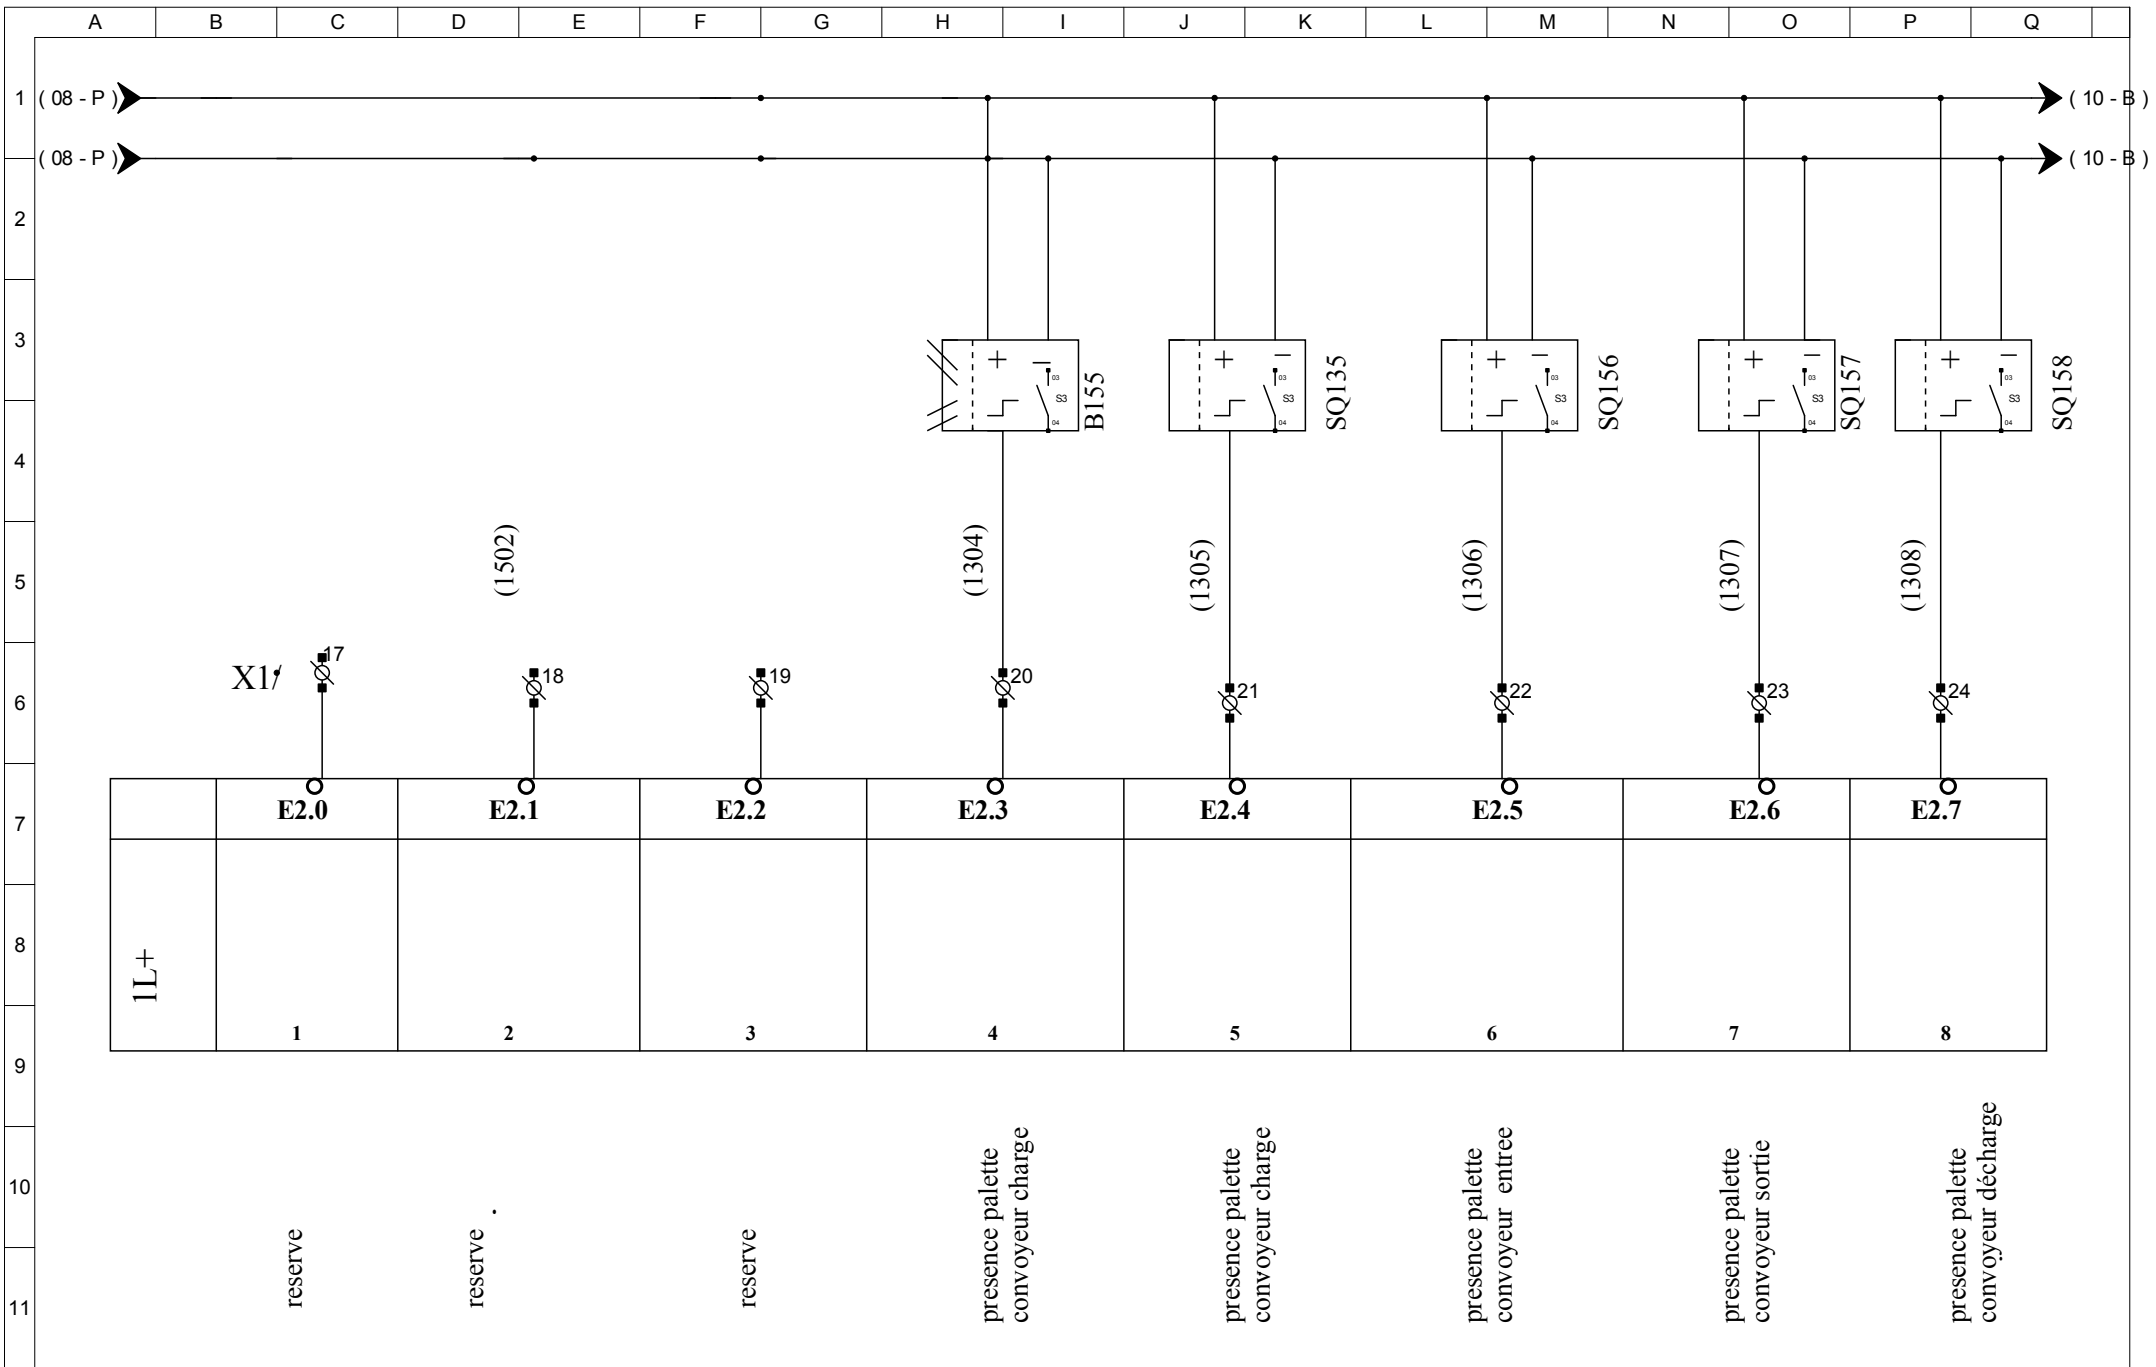 A B C D E F G H I J K L M N O P Q
1 ( 08 - P ) ( 10 - B )
( 08 - P ) ( 10 - B )
2
3
+ − 03 S3 04 B155
+ − 03 S3 04 SQ135
+ − 03 S3 04 SQ156
+ − 03 S3 04 SQ157
+ − 03 S3 04 SQ158
4
5
(1502) (1304) (1305) (1306) (1307) (1308)
6
X1/ 17 18 19 20 21 22 23 24
7
E2.0 E2.1 E2.2 E2.3 E2.4 E2.5 E2.6 E2.7
8
1L+
1 2 3 4 5 6 7 8
9
10
11
reserve
reserve
reserve
presence palette
convoyeur charge
presence palette
convoyeur charge
presence palette
convoyeur entree
presence palette
convoyeur sortie
presence palette
convoyeur décharge